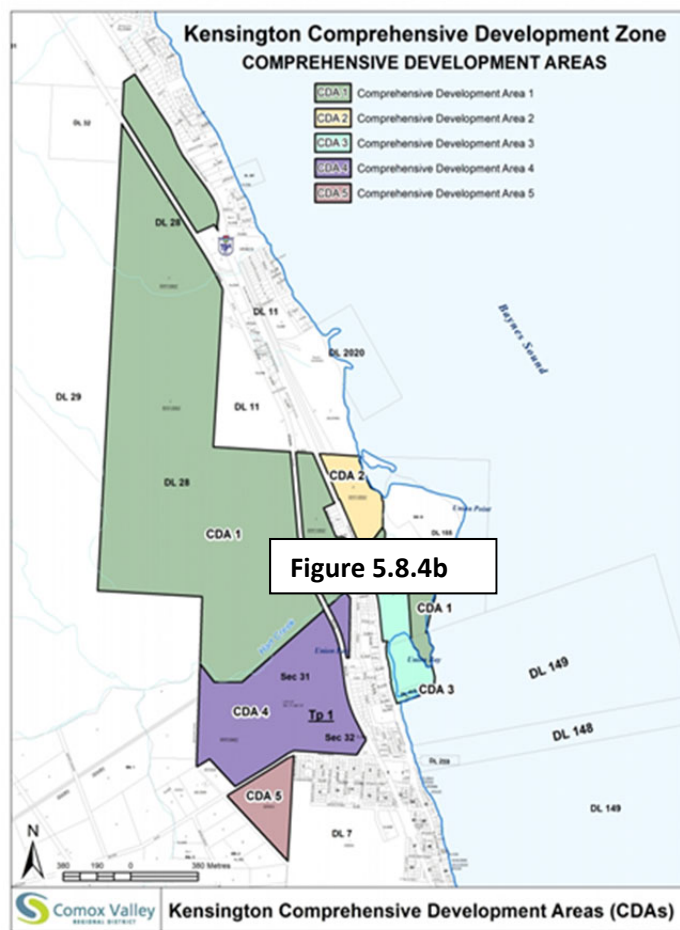 Kensington Comprehensive Development Zone
COMPREHENSIVE DEVELOPMENT AREAS
CDA 1 Comprehensive Development Area 1
CDA 2 Comprehensive Development Area 2
CDA 3 Comprehensive Development Area 3
CDA 4 Comprehensive Development Area 4
CDA 5 Comprehensive Development Area 5
DL 32
DL 28
DL 11
Baynes Sound
DL 2020
DL 29
DL 11
CDA 2
DL 28
Union Point
CDA 1
Figure 5.8.4b
CDA 1
Hart Creek
Union Bay
DL 149
Sec 31
CDA 3
CDA 4
Tp 1
DL 148
Sec 32
CDA 5
DL 149
DL 7
N
380 190 0 380 Metres
Comox Valley
REGIONAL DISTRICT
Kensington Comprehensive Development Areas (CDAs)